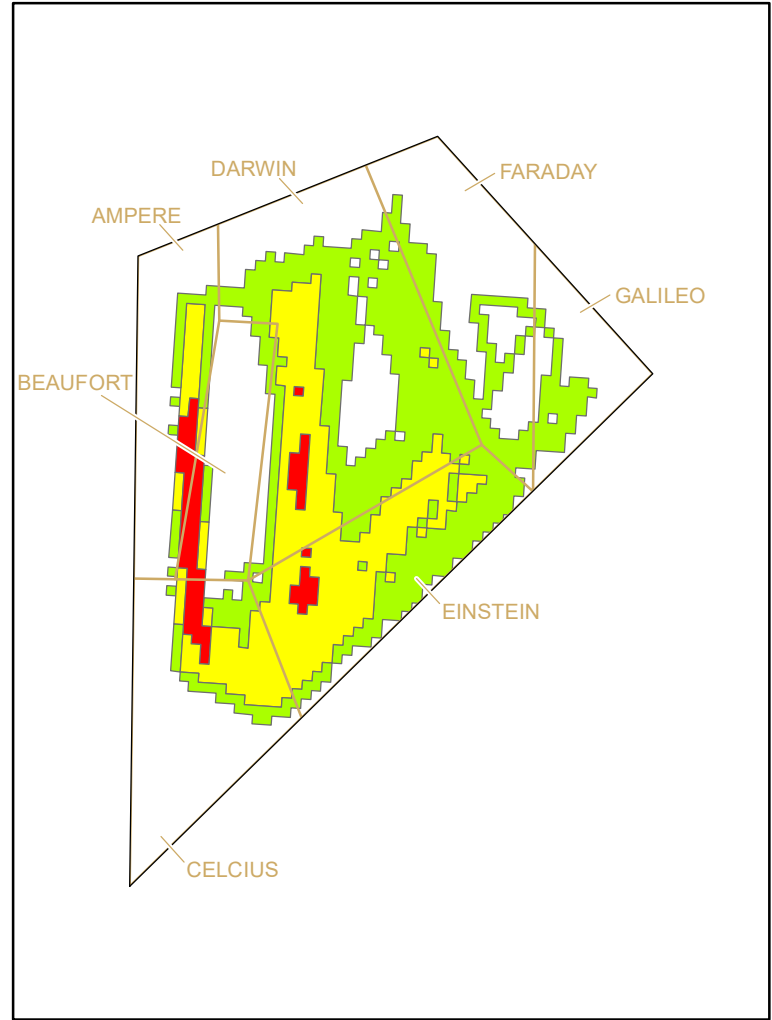 DARWIN
FARADAY
AMPERE
GALILEO
BEAUFORT
EINSTEIN
CELCIUS